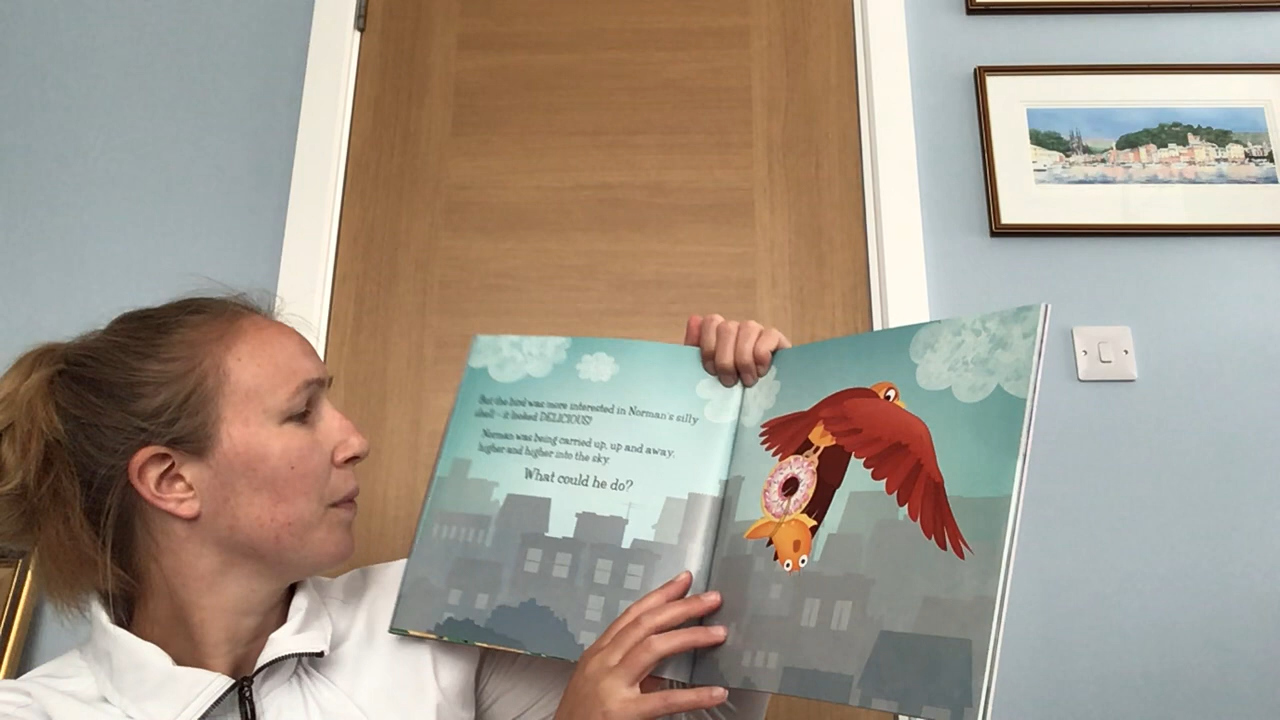 But the bird was more interested in Norman's silly
shell – it looked DELICIOUS!
Norman was being carried up, up and away,
higher and higher into the sky.
What could he do?